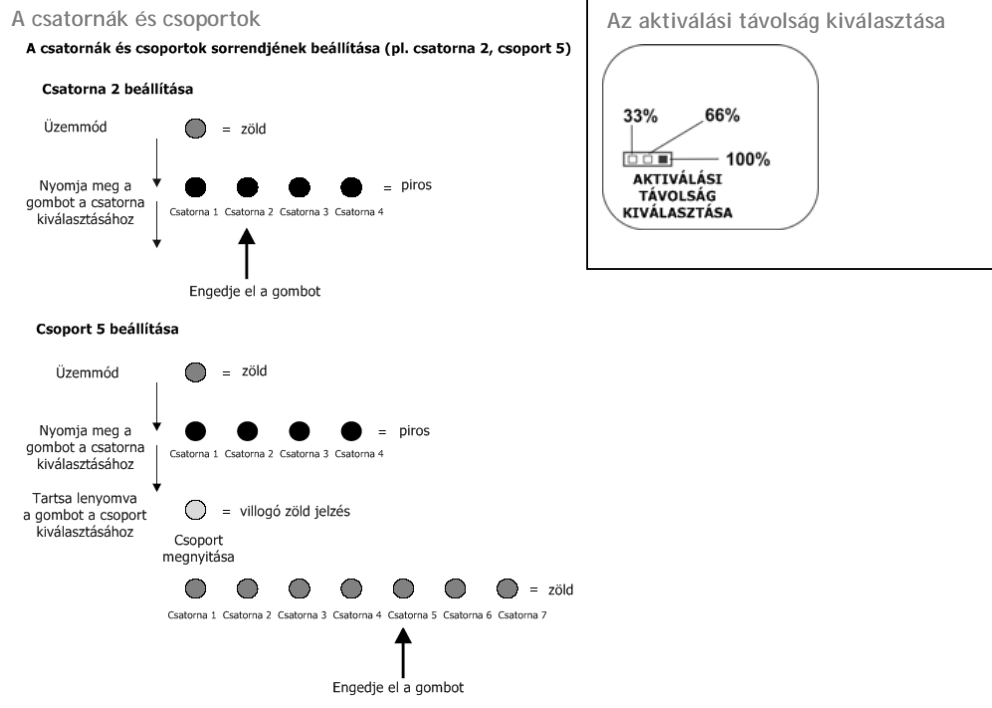 A csatornák és csoportok
A csatornák és csoportok sorrendjének beállítása (pl. csatorna 2, csoport 5)
Csatorna 2 beállítása
Üzemmód
= zöld
Nyomja meg a
gombot a csatorna
kiválasztásához
= piros
Csatorna 1 Csatorna 2 Csatorna 3 Csatorna 4
Engedje el a gombot
Csoport 5 beállítása
Üzemmód
= zöld
Nyomja meg a
gombot a csatorna
kiválasztásához
= piros
Csatorna 1 Csatorna 2 Csatorna 3 Csatorna 4
Tartsa lenyomva
a gombot a csoport
kiválasztásához
= villogó zöld jelzés
Csoport
megnyitása
= zöld
Csatorna 1 Csatorna 2 Csatorna 3 Csatorna 4 Csatorna 5 Csatorna 6 Csatorna 7
Engedje el a gombot
Az aktiválási távolság kiválasztása
33% 66%
100%
AKTIVÁLÁSI
TÁVOLSÁG
KIVÁLASZTÁSA